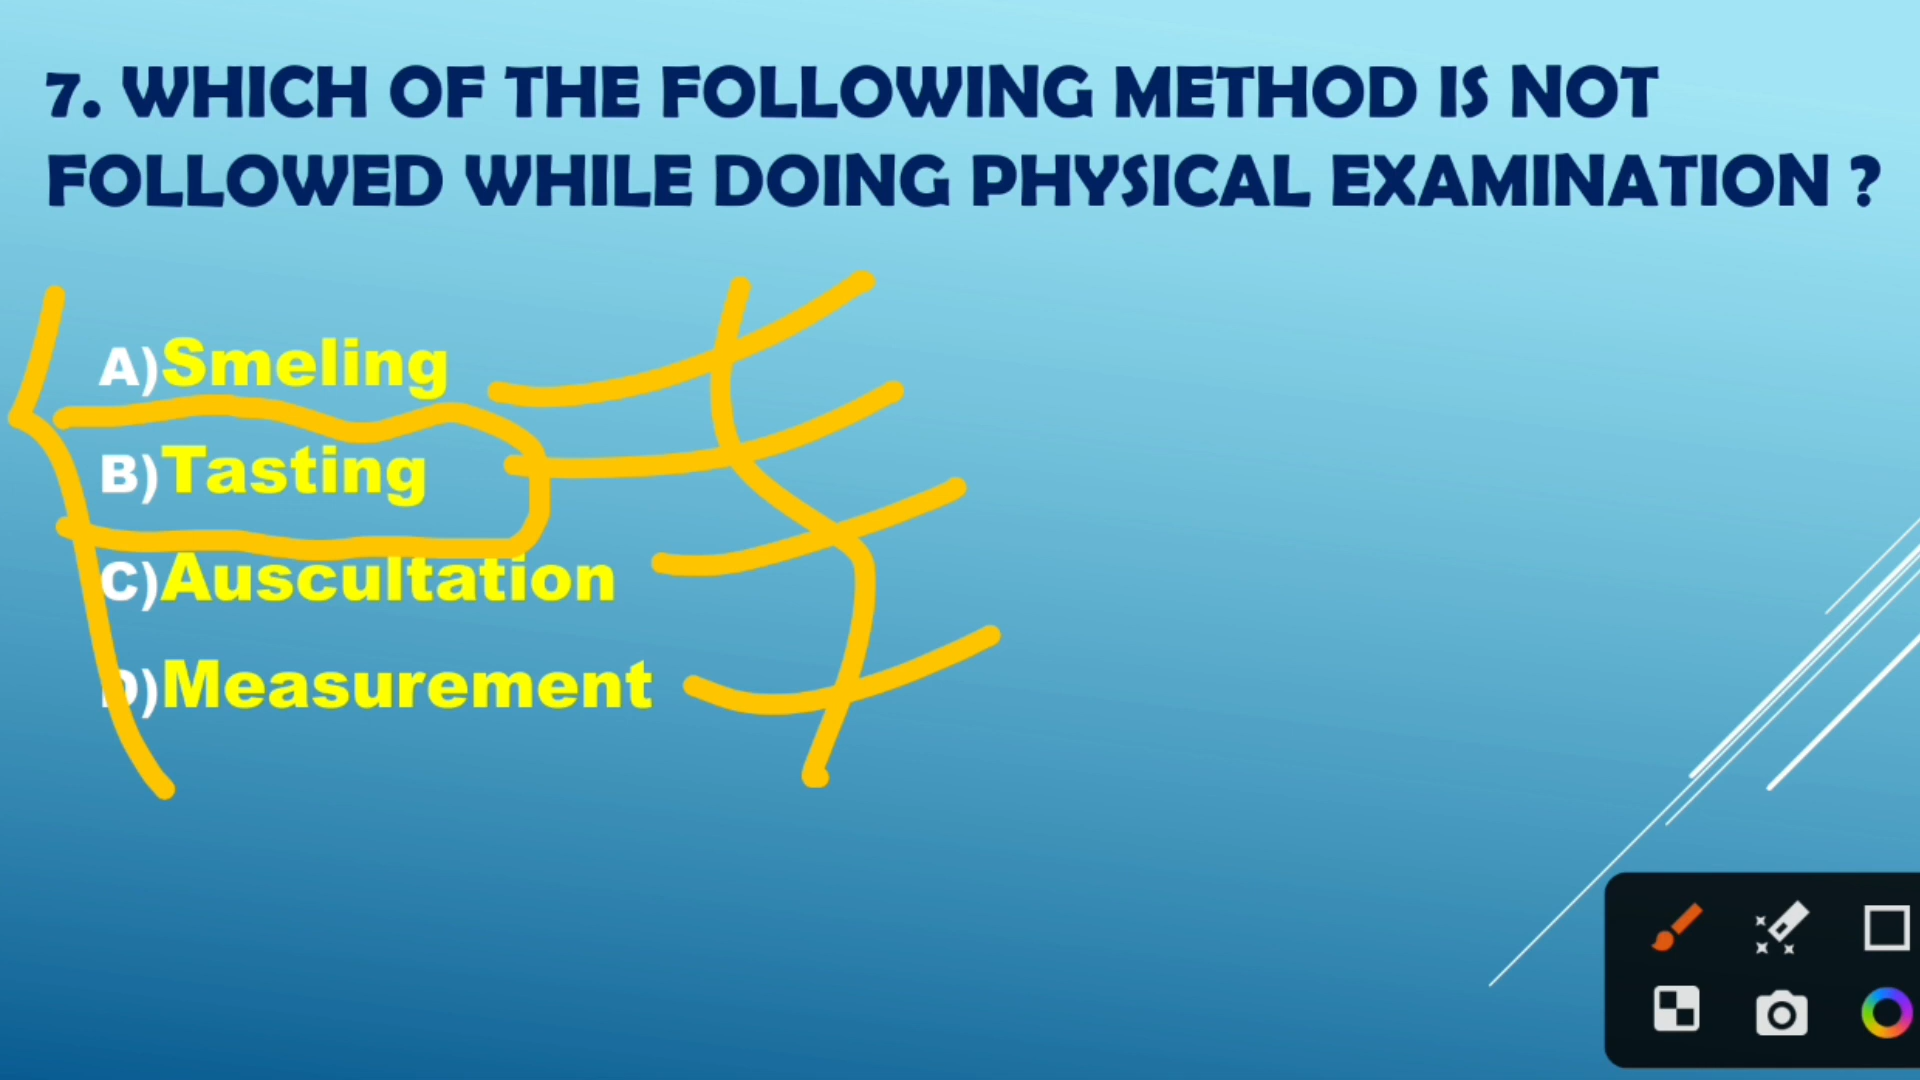 7. WHICH OF THE FOLLOWING METHOD IS NOT
FOLLOWED WHILE DOING PHYSICAL EXAMINATION ?
A)Smeling
B)Tasting
C)Auscultation
D)Measurement